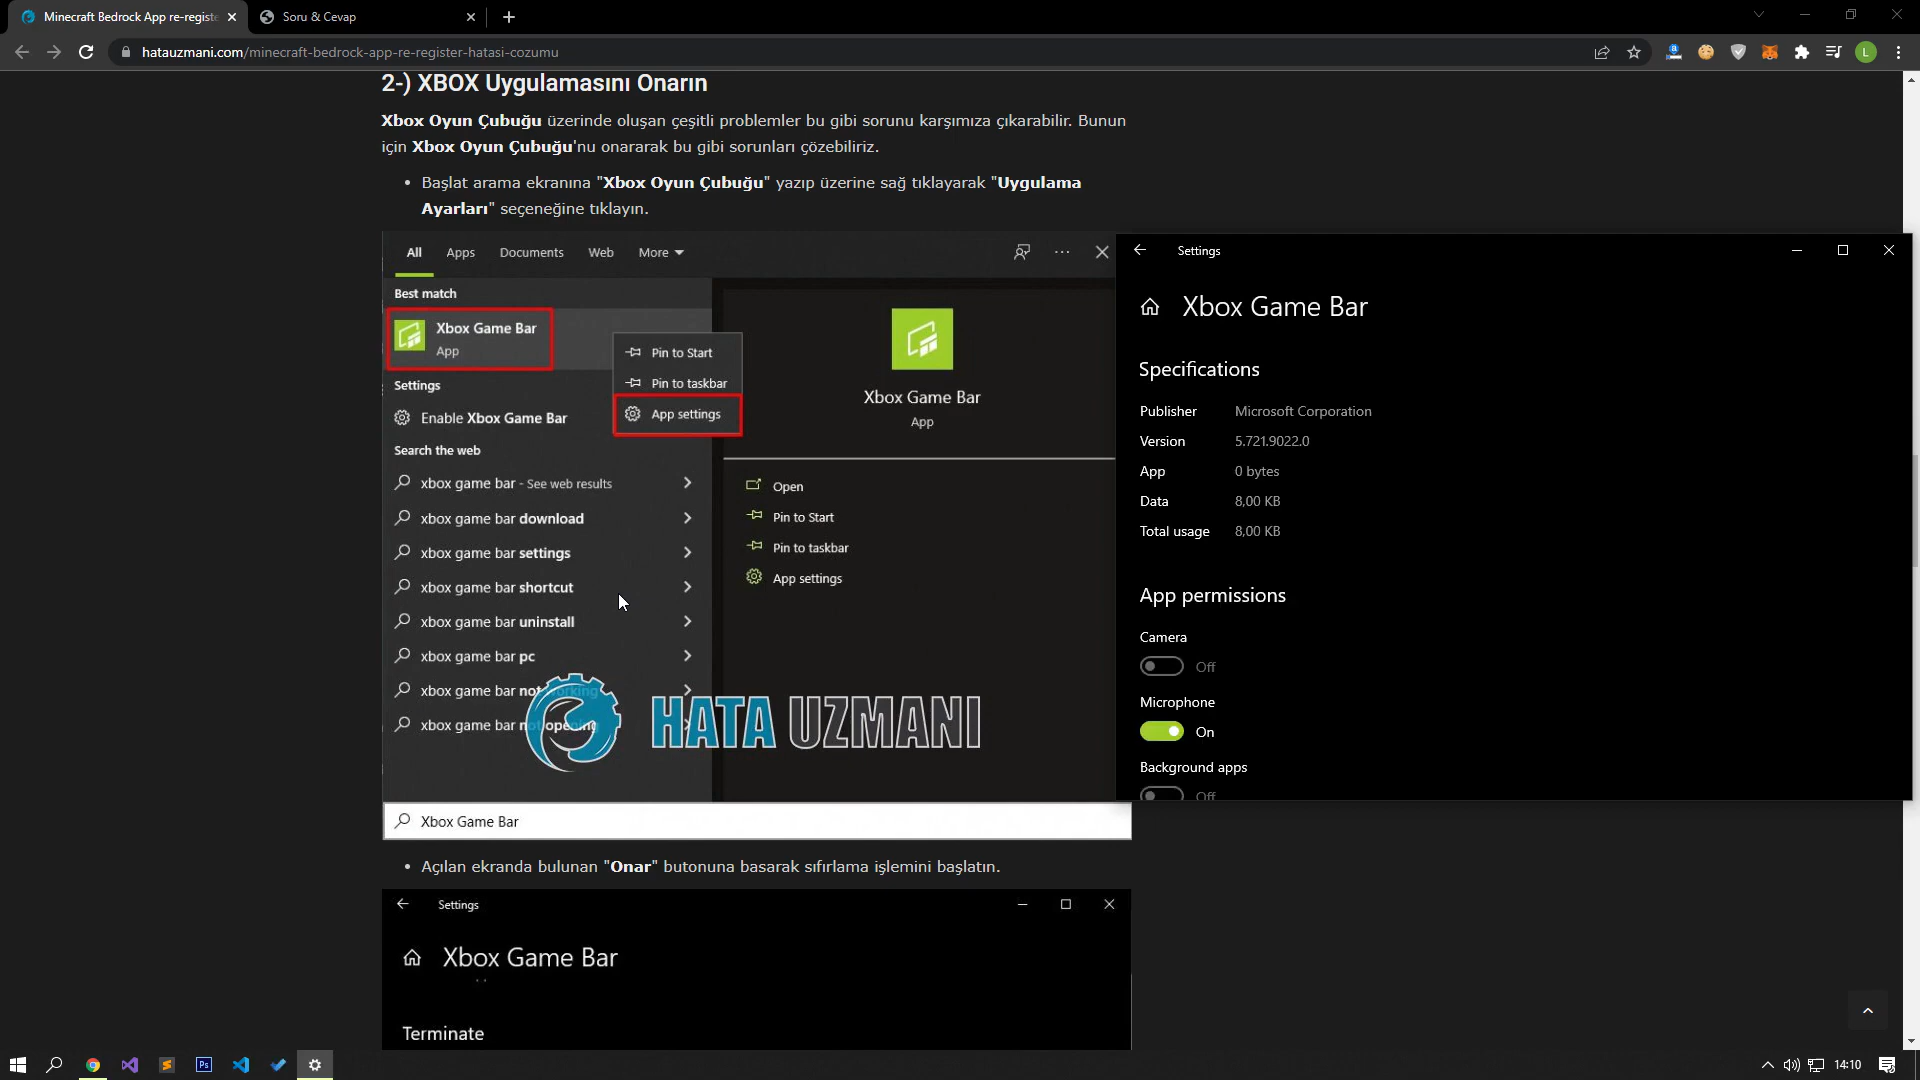 Minecraft Bedrock App re-registe
Soru & Cevap
L
hatauzmani.com/minecraft-bedrock-app-re-register-hatasi-cozumu
2-) XBOX Uygulamasını Onarın
Xbox Oyun Çubuğu üzerinde oluşan çeşitli problemler bu gibi sorunu karşımıza çıkarabilir. Bunun
için Xbox Oyun Çubuğu'nu onararak bu gibi sorunları çözebiliriz.
• Başlat arama ekranına "Xbox Oyun Çubuğu" yazıp üzerine sağ tıklayarak "Uygulama
Ayarları" seçeneğine tıklayın.
All Apps Documents Web More
Best match
Xbox Game Bar
App
Pin to Start
Pin to taskbar
App settings
Settings
Enable Xbox Game Bar
Search the web
xbox game bar - See web results
xbox game bar download
xbox game bar settings
xbox game bar shortcut
xbox game bar uninstall
xbox game bar pc
xbox game bar not working
xbox game bar not opening
Xbox Game Bar
App
Open
Pin to Start
Pin to taskbar
App settings
HATA UZMANI
Xbox Game Bar
Settings
Xbox Game Bar
Specifications
Publisher Microsoft Corporation
Version 5.721.9022.0
App 0 bytes
Data 8,00 KB
Total usage 8,00 KB
App permissions
Camera
Off
Microphone
On
Background apps
Off
• Açılan ekranda bulunan "Onar" butonuna basarak sıfırlama işlemini başlatın.
Settings
Xbox Game Bar
Terminate
Ps
14:10